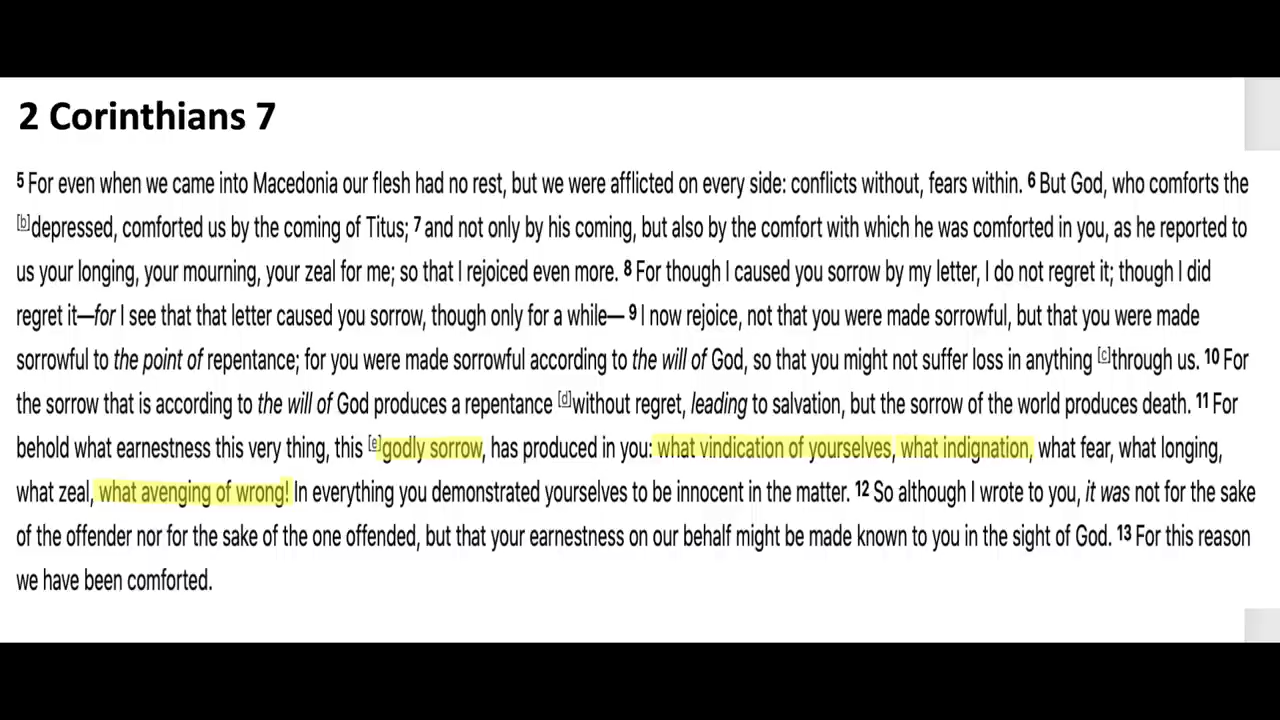 2 Corinthians 7
5 For even when we came into Macedonia our flesh had no rest, but we were afflicted on every side: conflicts without, fears within. 6 But God, who comforts the
[b]depressed, comforted us by the coming of Titus; 7 and not only by his coming, but also by the comfort with which he was comforted in you, as he reported to
us your longing, your mourning, your zeal for me; so that I rejoiced even more. 8 For though I caused you sorrow by my letter, I do not regret it; though I did
regret it—for I see that that letter caused you sorrow, though only for a while— 9 I now rejoice, not that you were made sorrowful, but that you were made
sorrowful to the point of repentance; for you were made sorrowful according to the will of God, so that you might not suffer loss in anything [c]through us. 10 For
the sorrow that is according to the will of God produces a repentance [d]without regret, leading to salvation, but the sorrow of the world produces death. 11 For
behold what earnestness this very thing, this [e]godly sorrow, has produced in you: what vindication of yourselves, what indignation, what fear, what longing,
what zeal, what avenging of wrong! In everything you demonstrated yourselves to be innocent in the matter. 12 So although I wrote to you, it was not for the sake
of the offender nor for the sake of the one offended, but that your earnestness on our behalf might be made known to you in the sight of God. 13 For this reason
we have been comforted.